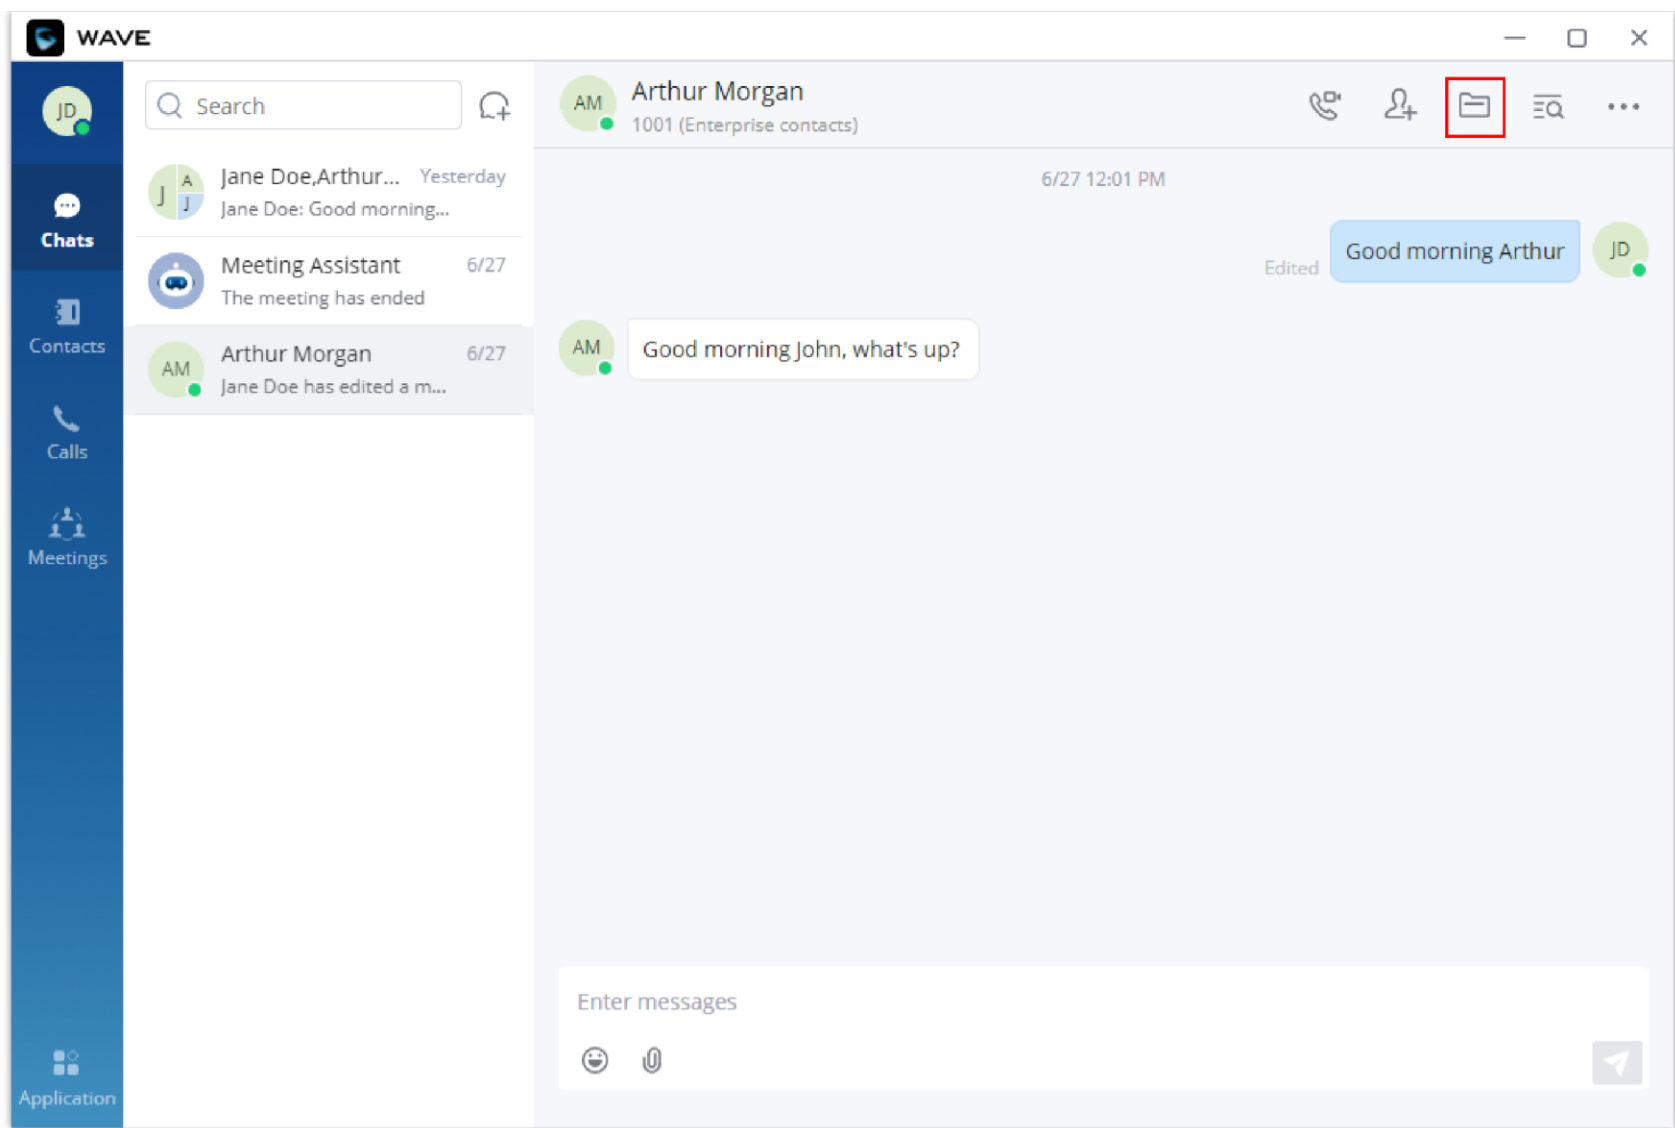 WAVE
JD
Chats
Contacts
Calls
Meetings
Application
Search
J A J
Jane Doe,Arthur... Yesterday
Jane Doe: Good morning...
Meeting Assistant 6/27
The meeting has ended
AM
Arthur Morgan 6/27
Jane Doe has edited a m...
AM
Arthur Morgan
1001 (Enterprise contacts)
6/27 12:01 PM
Edited Good morning Arthur JD
AM Good morning John, what's up?
Enter messages